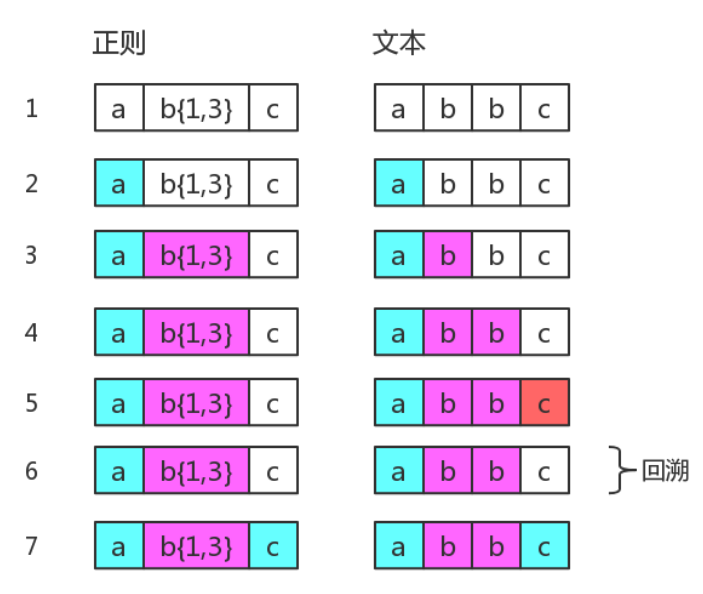 正则 文本
1 a b{1,3} c a b b c
2 a b{1,3} c a b b c
3 a b{1,3} c a b b c
4 a b{1,3} c a b b c
5 a b{1,3} c a b b c
6 a b{1,3} c a b b c 回溯
7 a b{1,3} c a b b c